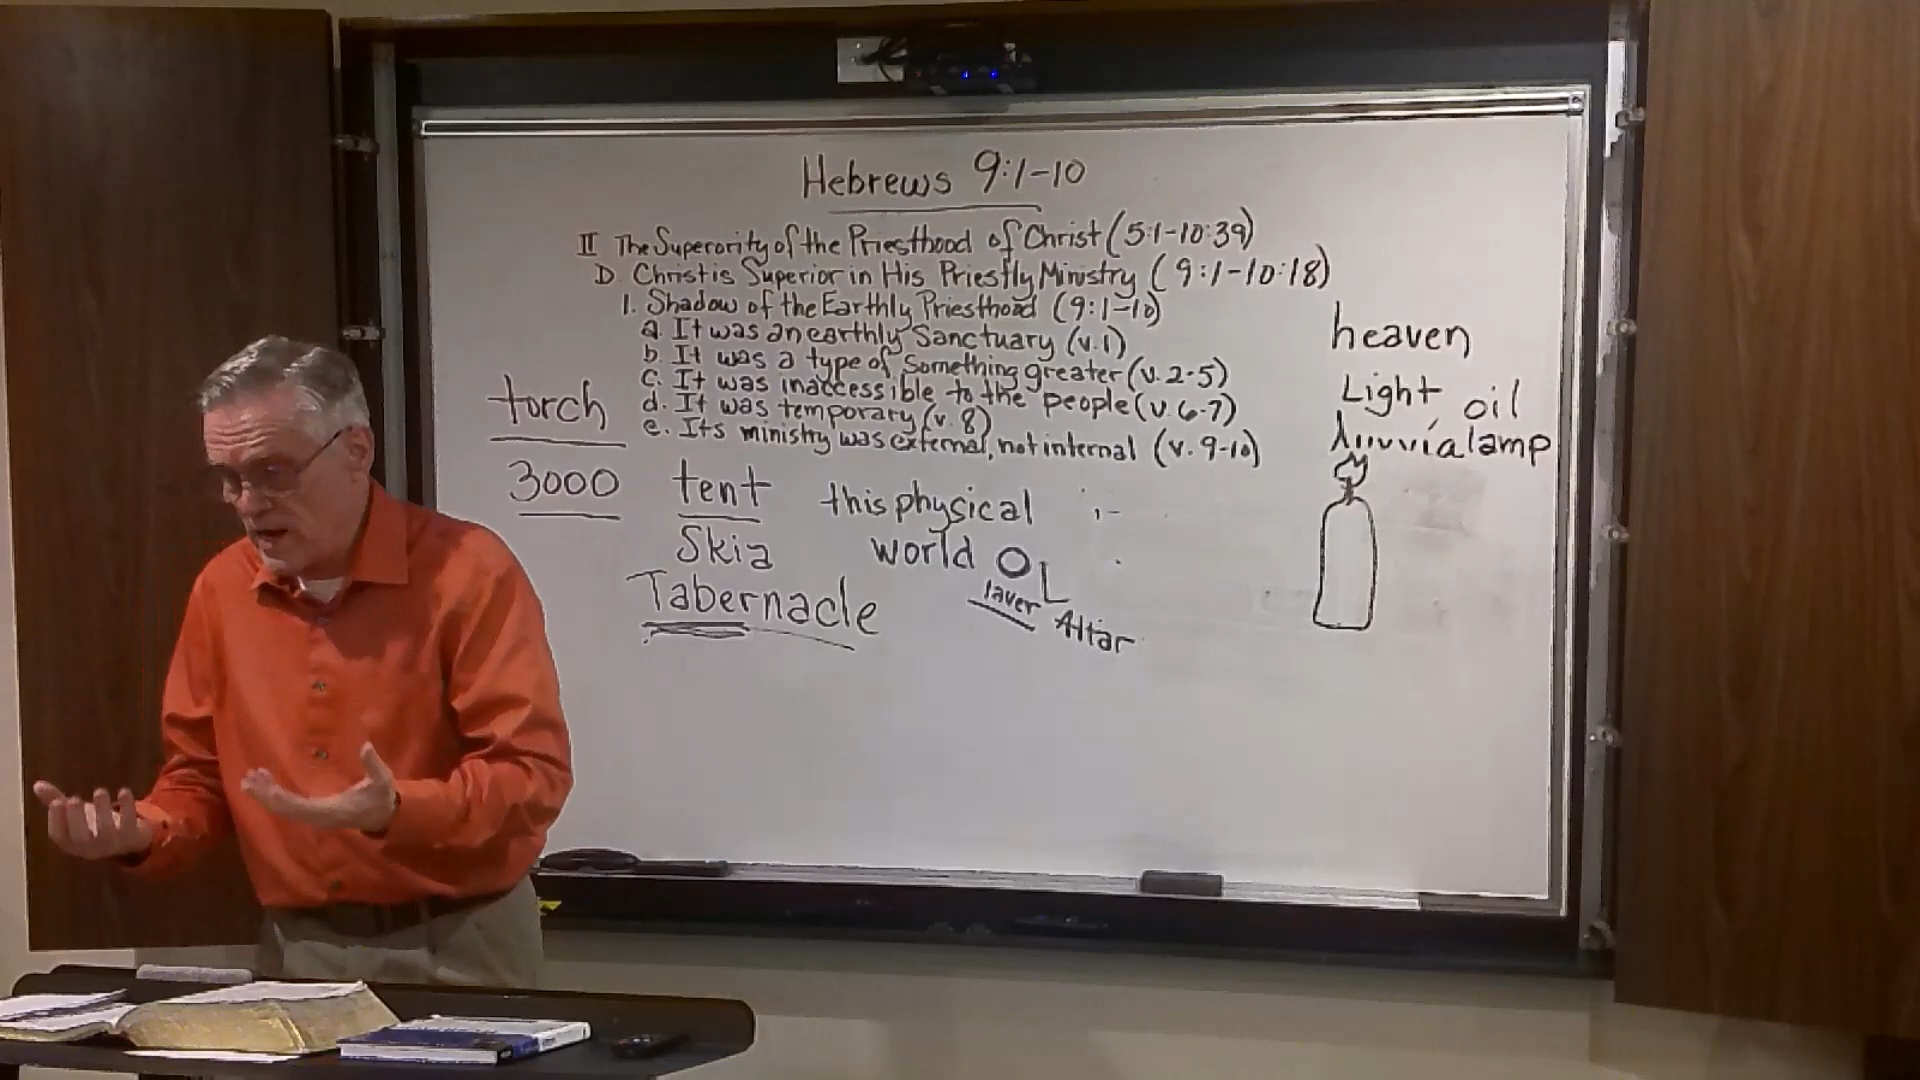 Hebrews 9:1-10
II The Superority of the Priesthood of Christ (5:1-10:39)
D. Christ is Superior in His Priestly Ministry (9:1-10:18)
1. Shadow of the Earthly Priesthood (9:1-10)
a. It was an earthly Sanctuary (v.1)
b. It was a type of Something greater (v. 2-5)
c. It was inaccessible to the people (v. 6-7)
d. It was temporary (v. 8)
e. Its ministry was external, not internal (v. 9-10)
torch
3000
tent
Skia
Tabernacle
this physical
world
laver
Altar
heaven
Light
oil
lamp